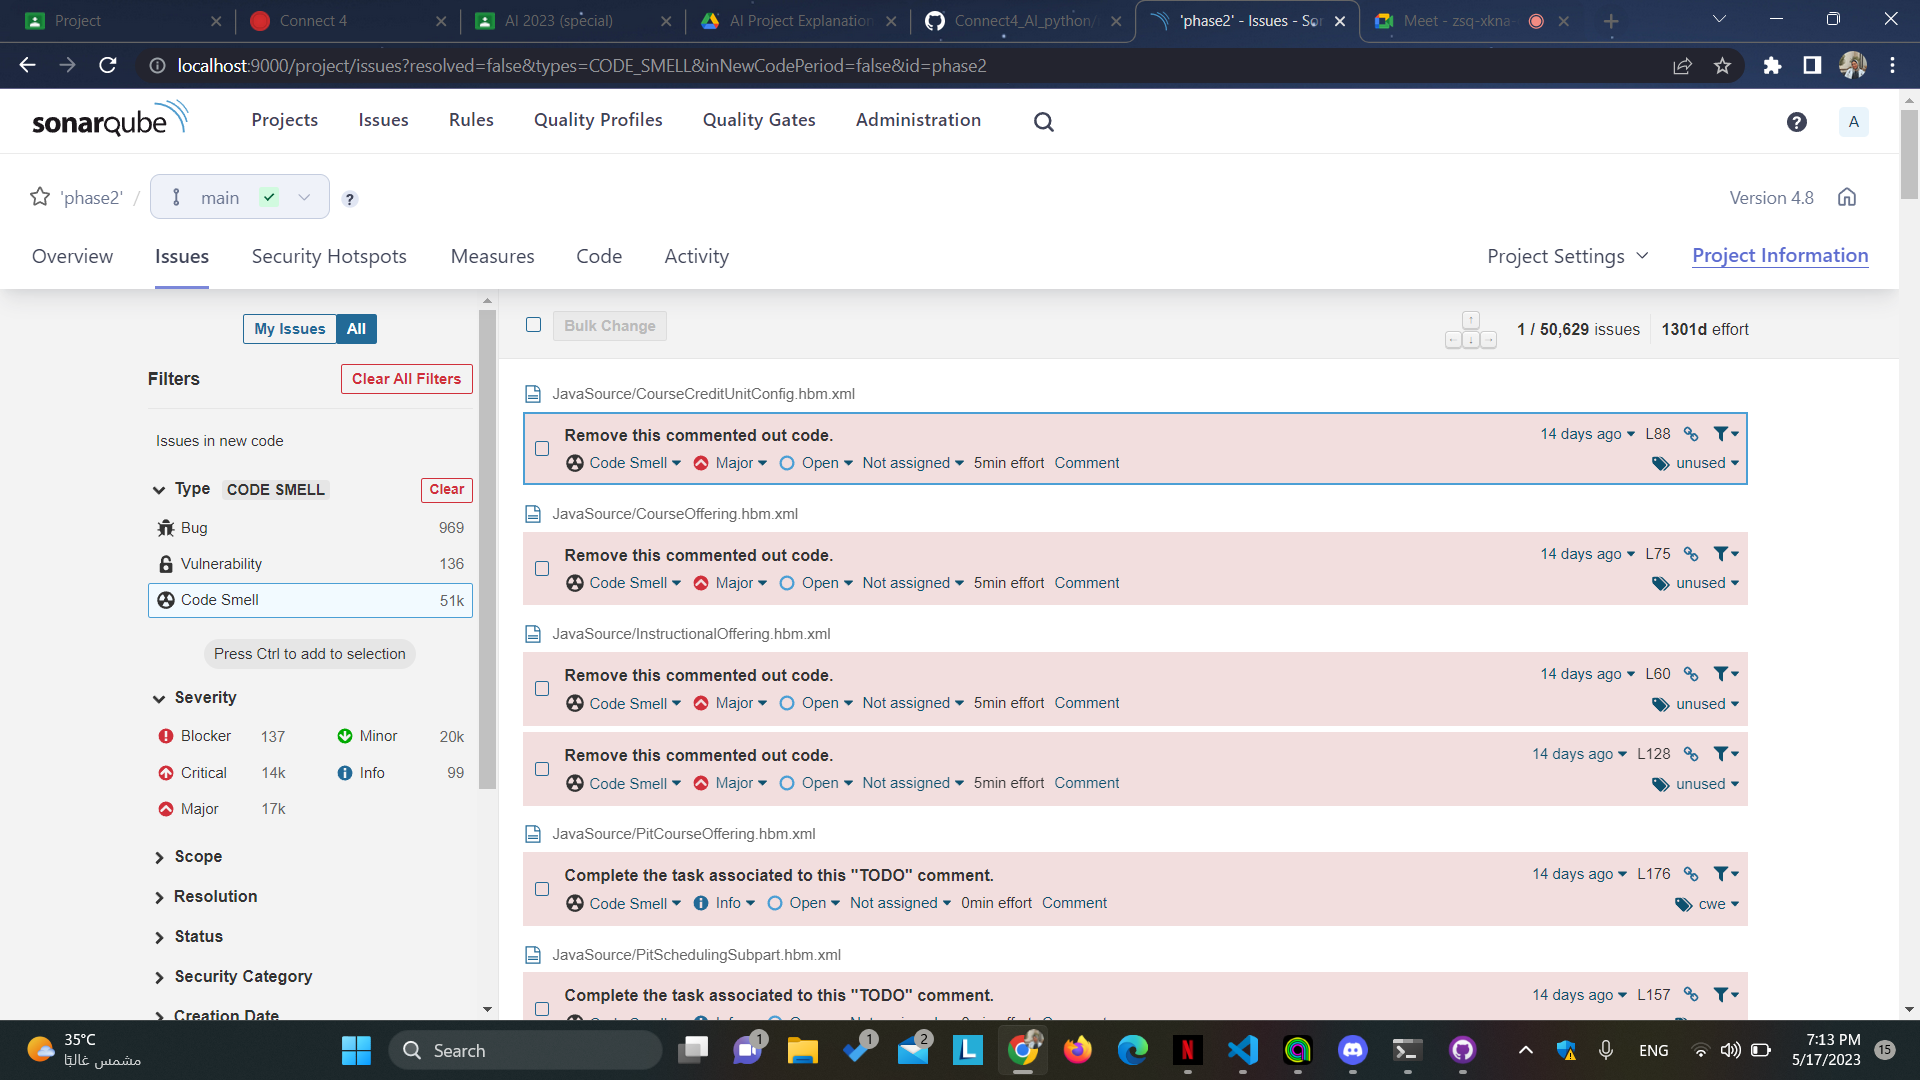 Project
Connect 4
AI 2023 (special)
AI Project Explanation
Connect4_AI_python/
'phase2' - Issues - So
Meet - zsq-xkna-
localhost:9000/project/issues?resolved=false&types=CODE_SMELL&inNewCodePeriod=false&id=phase2
sonarqube
Projects
Issues
Rules
Quality Profiles
Quality Gates
Administration
?
A
'phase2' /
main
?
Version 4.8
Overview
Issues
Security Hotspots
Measures
Code
Activity
Project Settings
Project Information
My Issues
All
Bulk Change
1 / 50,629 issues
1301d effort
Filters
Clear All Filters
Issues in new code
Type CODE SMELL
Clear
Bug 969
Vulnerability 136
Code Smell 51k
Press Ctrl to add to selection
Severity
Blocker 137
Minor 20k
Critical 14k
Info 99
Major 17k
Scope
Resolution
Status
Security Category
Creation Date
JavaSource/CourseCreditUnitConfig.hbm.xml
Remove this commented out code.
14 days ago L88
Code Smell Major Open Not assigned 5min effort Comment
unused
JavaSource/CourseOffering.hbm.xml
Remove this commented out code.
14 days ago L75
Code Smell Major Open Not assigned 5min effort Comment
unused
JavaSource/InstructionalOffering.hbm.xml
Remove this commented out code.
14 days ago L60
Code Smell Major Open Not assigned 5min effort Comment
unused
Remove this commented out code.
14 days ago L128
Code Smell Major Open Not assigned 5min effort Comment
unused
JavaSource/PitCourseOffering.hbm.xml
Complete the task associated to this "TODO" comment.
14 days ago L176
Code Smell Info Open Not assigned 0min effort Comment
cwe
JavaSource/PitSchedulingSubpart.hbm.xml
Complete the task associated to this "TODO" comment.
14 days ago L157
35°C
مشمس غالبًا
Search
1
1
2
L
N
ENG
7:13 PM
5/17/2023
15